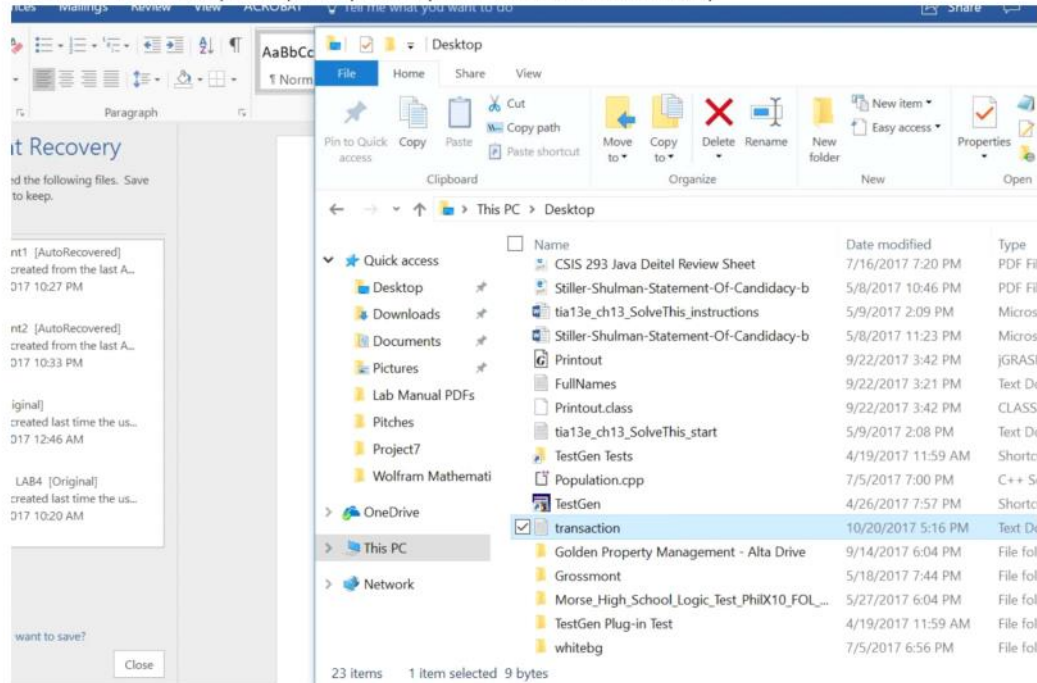 nces Mailings Review View ACROBAT Tell me what you want to do Share
AaBbCc
¶ Norm
Paragraph
Desktop
File Home Share View
Pin to Quick access
Copy
Paste
Cut
Copy path
Paste shortcut
Move to
Copy to
Delete
Rename
New folder
New item
Easy access
Properties
Clipboard Organize New Open
This PC > Desktop
nt Recovery
ed the following files. Save
to keep.
nt1 [AutoRecovered]
created from the last A...
017 10:27 PM
nt2 [AutoRecovered]
created from the last A...
017 10:33 PM
iginal]
created last time the us...
017 12:46 AM
LAB4 [Original]
created last time the us...
017 10:20 AM
want to save?
Close
Quick access
Desktop
Downloads
Documents
Pictures
Lab Manual PDFs
Pitches
Project7
Wolfram Mathemati
OneDrive
This PC
Network
Name Date modified Type
CSIS 293 Java Deitel Review Sheet 7/16/2017 7:20 PM PDF Fil
Stiller-Shulman-Statement-Of-Candidacy-b 5/8/2017 10:46 PM PDF Fil
tia13e_ch13_SolveThis_instructions 5/9/2017 2:09 PM Micros
Stiller-Shulman-Statement-Of-Candidacy-b 5/8/2017 11:23 PM Micros
Printout 9/22/2017 3:42 PM jGRASP
FullNames 9/22/2017 3:21 PM Text Do
Printout.class 9/22/2017 3:42 PM CLASS
tia13e_ch13_SolveThis_start 5/9/2017 2:08 PM Text Do
TestGen Tests 4/19/2017 11:59 AM Shortc
Population.cpp 7/5/2017 7:00 PM C++ So
TestGen 4/26/2017 7:57 PM Shortc
transaction 10/20/2017 5:16 PM Text Do
Golden Property Management - Alta Drive 9/14/2017 6:04 PM File fol
Grossmont 5/18/2017 7:44 PM File fol
Morse_High_School_Logic_Test_PhilX10_FOL_... 5/27/2017 6:04 PM File fol
TestGen Plug-in Test 4/19/2017 11:59 AM File fol
whitebg 7/5/2017 6:56 PM File fol
23 items 1 item selected 9 bytes